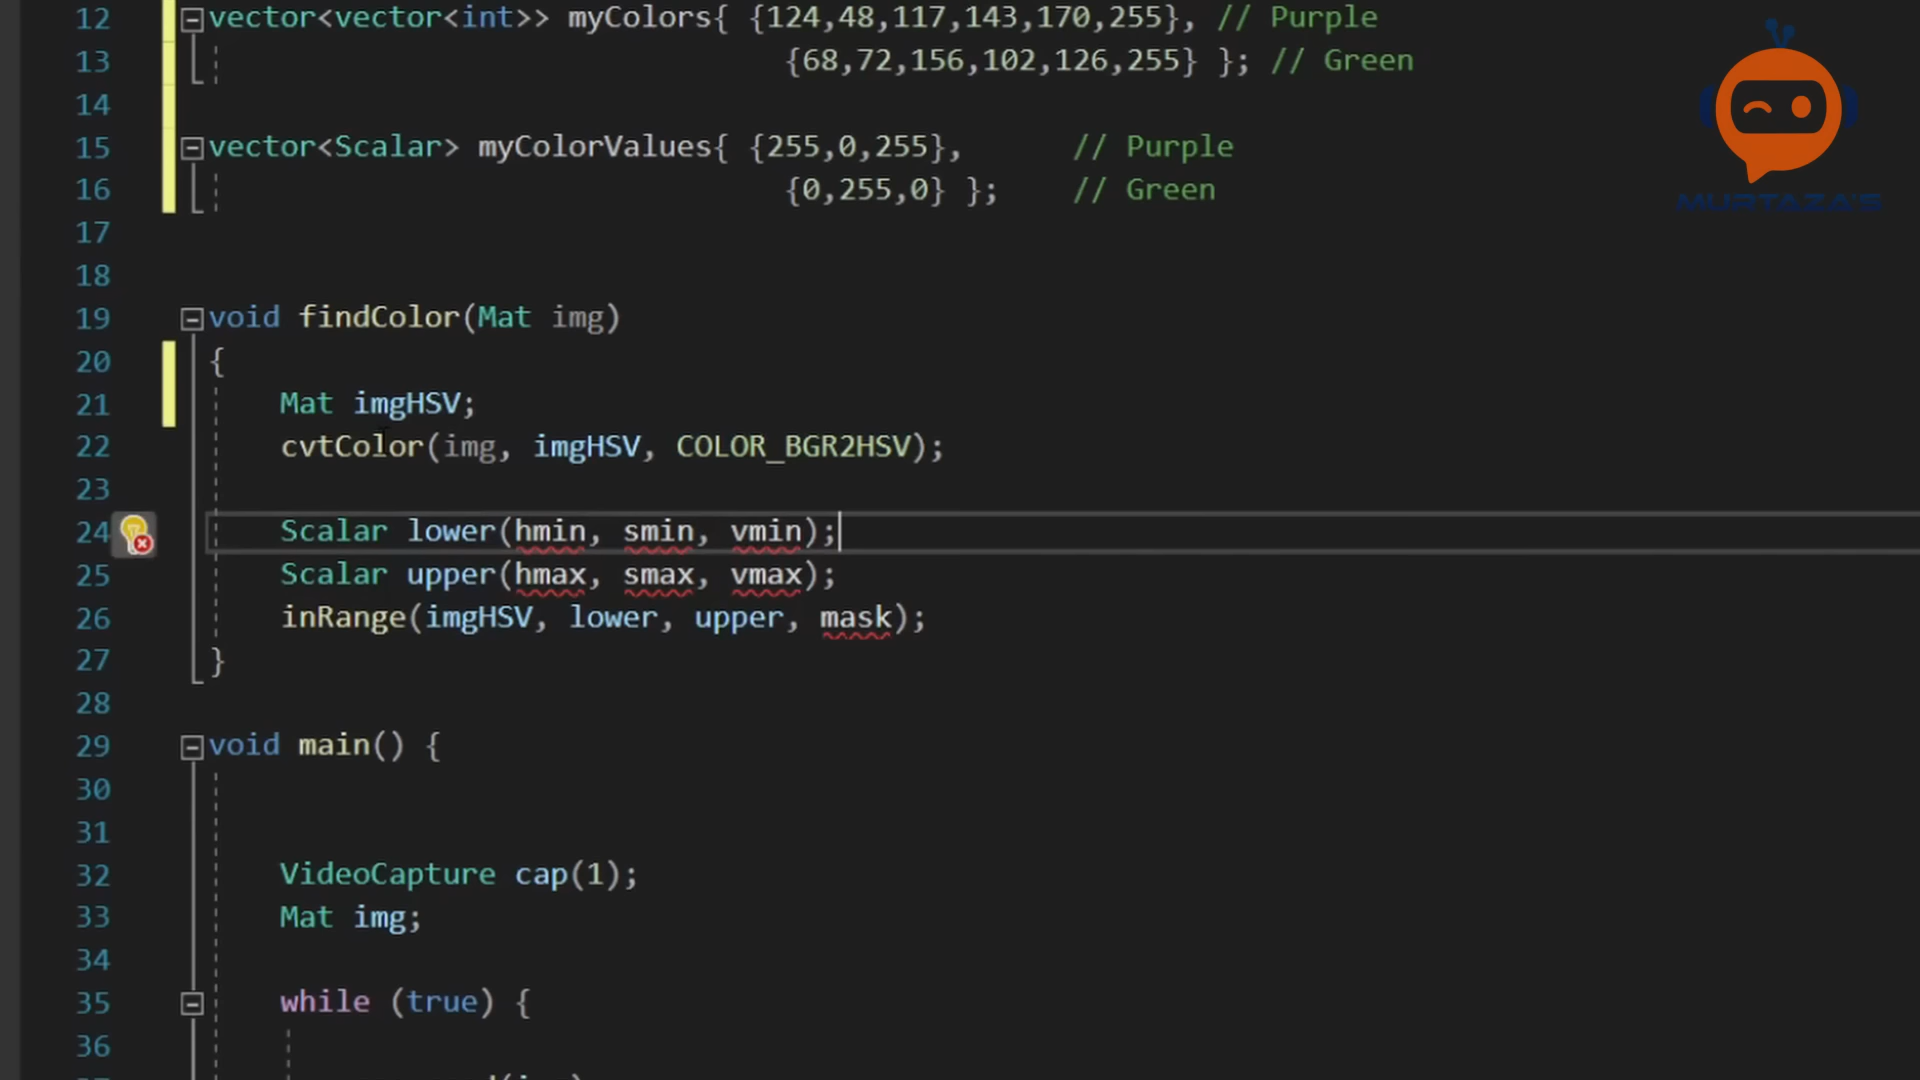 12 vector<vector<int>> myColors{ {124,48,117,143,170,255}, // Purple
13 {68,72,156,102,126,255} }; // Green
14
15 vector<Scalar> myColorValues{ {255,0,255}, // Purple
16 {0,255,0} }; // Green
17
18
19 void findColor(Mat img)
20 {
21 Mat imgHSV;
22 cvtColor(img, imgHSV, COLOR_BGR2HSV);
23
24 Scalar lower(hmin, smin, vmin);
25 Scalar upper(hmax, smax, vmax);
26 inRange(imgHSV, lower, upper, mask);
27 }
28
29 void main() {
30
31
32 VideoCapture cap(1);
33 Mat img;
34
35 while (true) {
36
MURTAZA'S